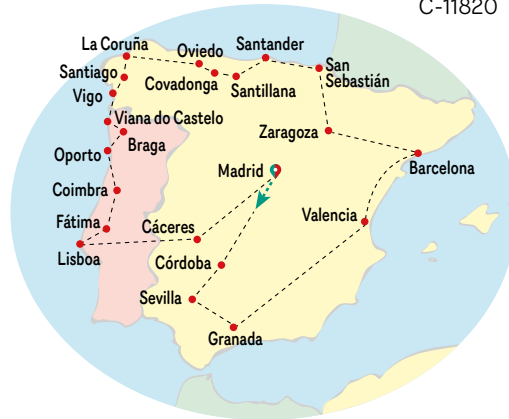 C-11820
La Coruña
Oviedo
Santander
Santiago
Covadonga
Santillana
San
Sebastián
Vigo
Viana do Castelo
Braga
Zaragoza
Oporto
Madrid
Barcelona
Coimbra
Fátima
Cáceres
Valencia
Lisboa
Córdoba
Sevilla
Granada